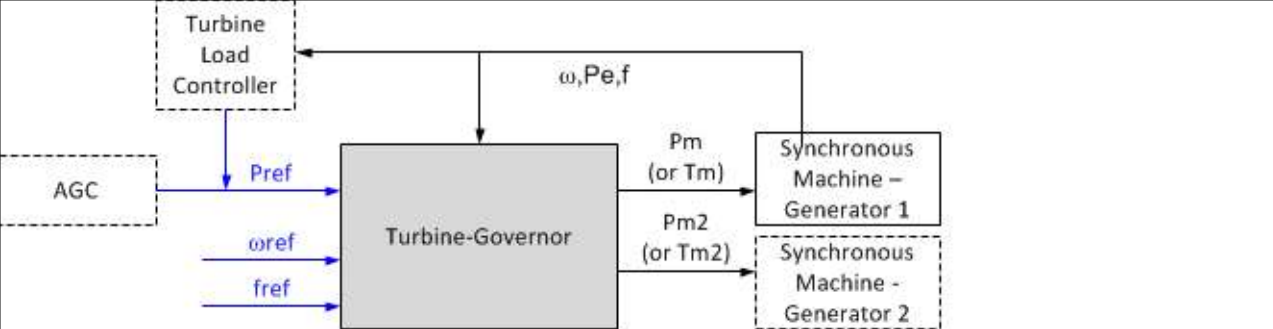 Turbine
Load
Controller
ω,Pe,f
AGC
Pref
ωref
fref
Turbine-Governor
Pm
(or Tm)
Pm2
(or Tm2)
Synchronous
Machine –
Generator 1
Synchronous
Machine -
Generator 2